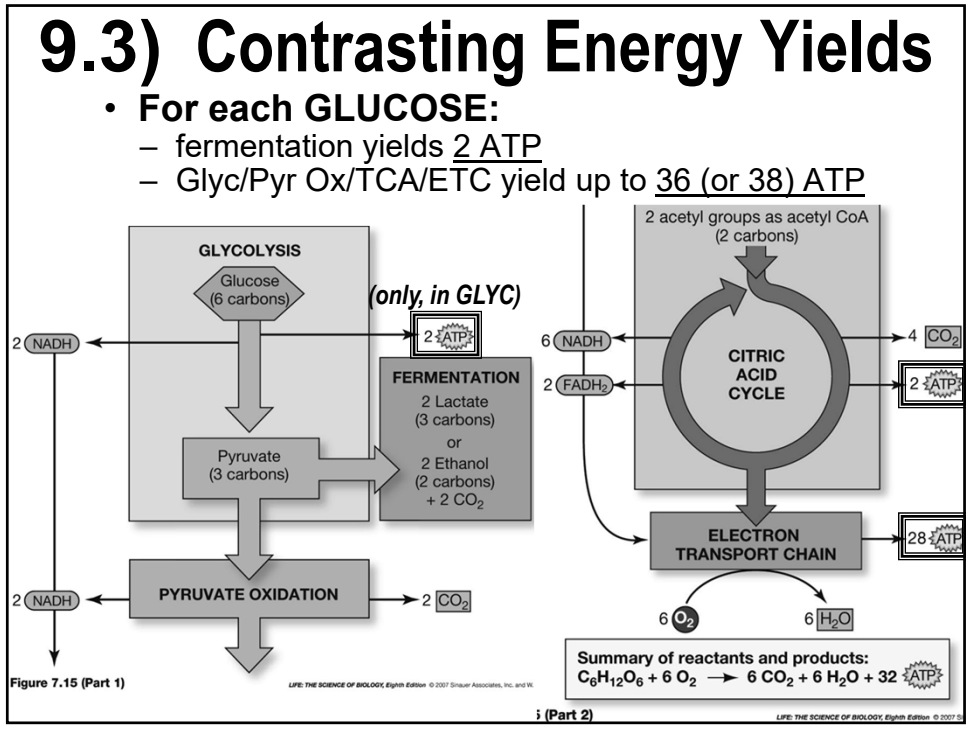 9.3) Contrasting Energy Yields
• For each GLUCOSE:
– fermentation yields 2 ATP
– Glyc/Pyr Ox/TCA/ETC yield up to 36 (or 38) ATP
GLYCOLYSIS
Glucose
(6 carbons)
(only, in GLYC)
2 NADH
2 ATP
FERMENTATION
2 Lactate
(3 carbons)
or
2 Ethanol
(2 carbons)
+ 2 CO₂
Pyruvate
(3 carbons)
PYRUVATE OXIDATION
2 NADH
2 CO₂
Figure 7.15 (Part 1)
LIFE: THE SCIENCE OF BIOLOGY, Eighth Edition © 2007 Sinauer Associates, Inc. and W.
2 acetyl groups as acetyl CoA
(2 carbons)
6 NADH
4 CO₂
CITRIC
ACID
CYCLE
2 FADH₂
2 ATP
ELECTRON
TRANSPORT CHAIN
28 ATP
6 O₂
6 H₂O
Summary of reactants and products:
C₆H₁₂O₆ + 6 O₂ → 6 CO₂ + 6 H₂O + 32 ATP
(Part 2)
LIFE: THE SCIENCE OF BIOLOGY, Eighth Edition © 2007